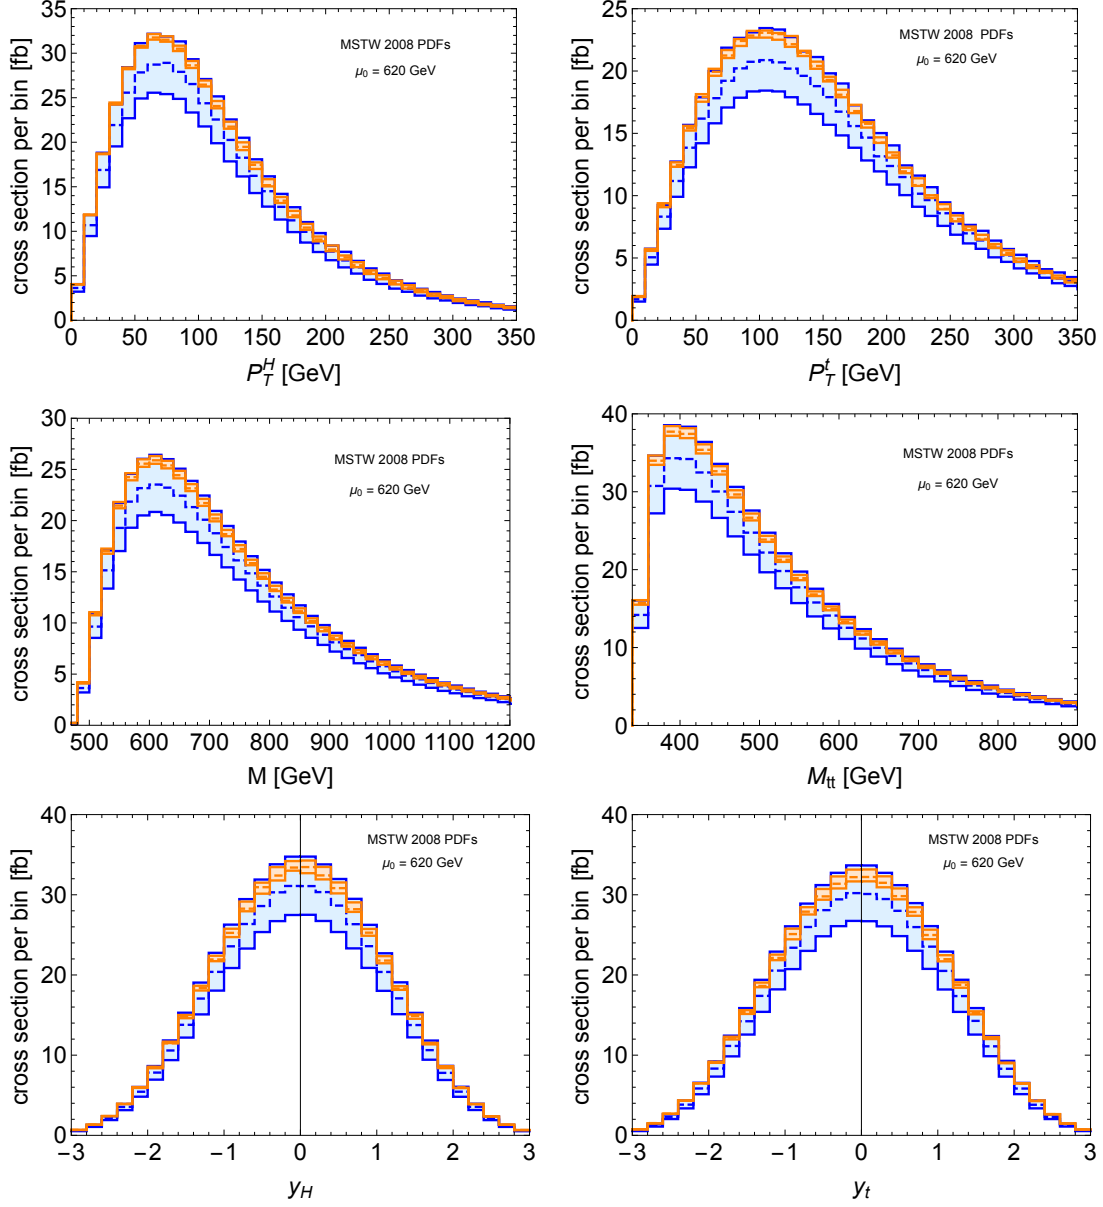 cross section per bin [fb]
35
30
25
20
15
10
5
0
MSTW 2008 PDFs
μ0 = 620 GeV
0 50 100 150 200 250 300 350
P_T^H [GeV]
cross section per bin [fb]
25
20
15
10
5
0
MSTW 2008 PDFs
μ0 = 620 GeV
0 50 100 150 200 250 300 350
P_T^t [GeV]
cross section per bin [fb]
30
25
20
15
10
5
0
MSTW 2008 PDFs
μ0 = 620 GeV
500 600 700 800 900 1000 1100 1200
M [GeV]
cross section per bin [fb]
40
30
20
10
0
MSTW 2008 PDFs
μ0 = 620 GeV
400 500 600 700 800 900
M_tt [GeV]
cross section per bin [fb]
40
30
20
10
0
MSTW 2008 PDFs
μ0 = 620 GeV
−3 −2 −1 0 1 2 3
y_H
cross section per bin [fb]
40
30
20
10
0
MSTW 2008 PDFs
μ0 = 620 GeV
−3 −2 −1 0 1 2 3
y_t